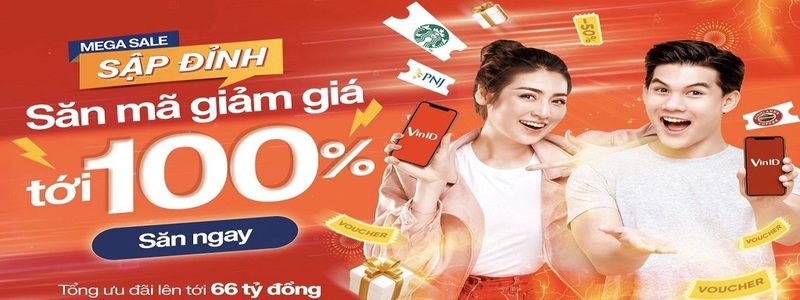 MEGA SALE
SẬP ĐỈNH
Săn mã giảm giá
tới 100%
Săn ngay
Tổng ưu đãi lên tới 66 tỷ đồng
PNJ
-50%
VinID
VinID
VOUCHER
VOUCHER
VOUCHER